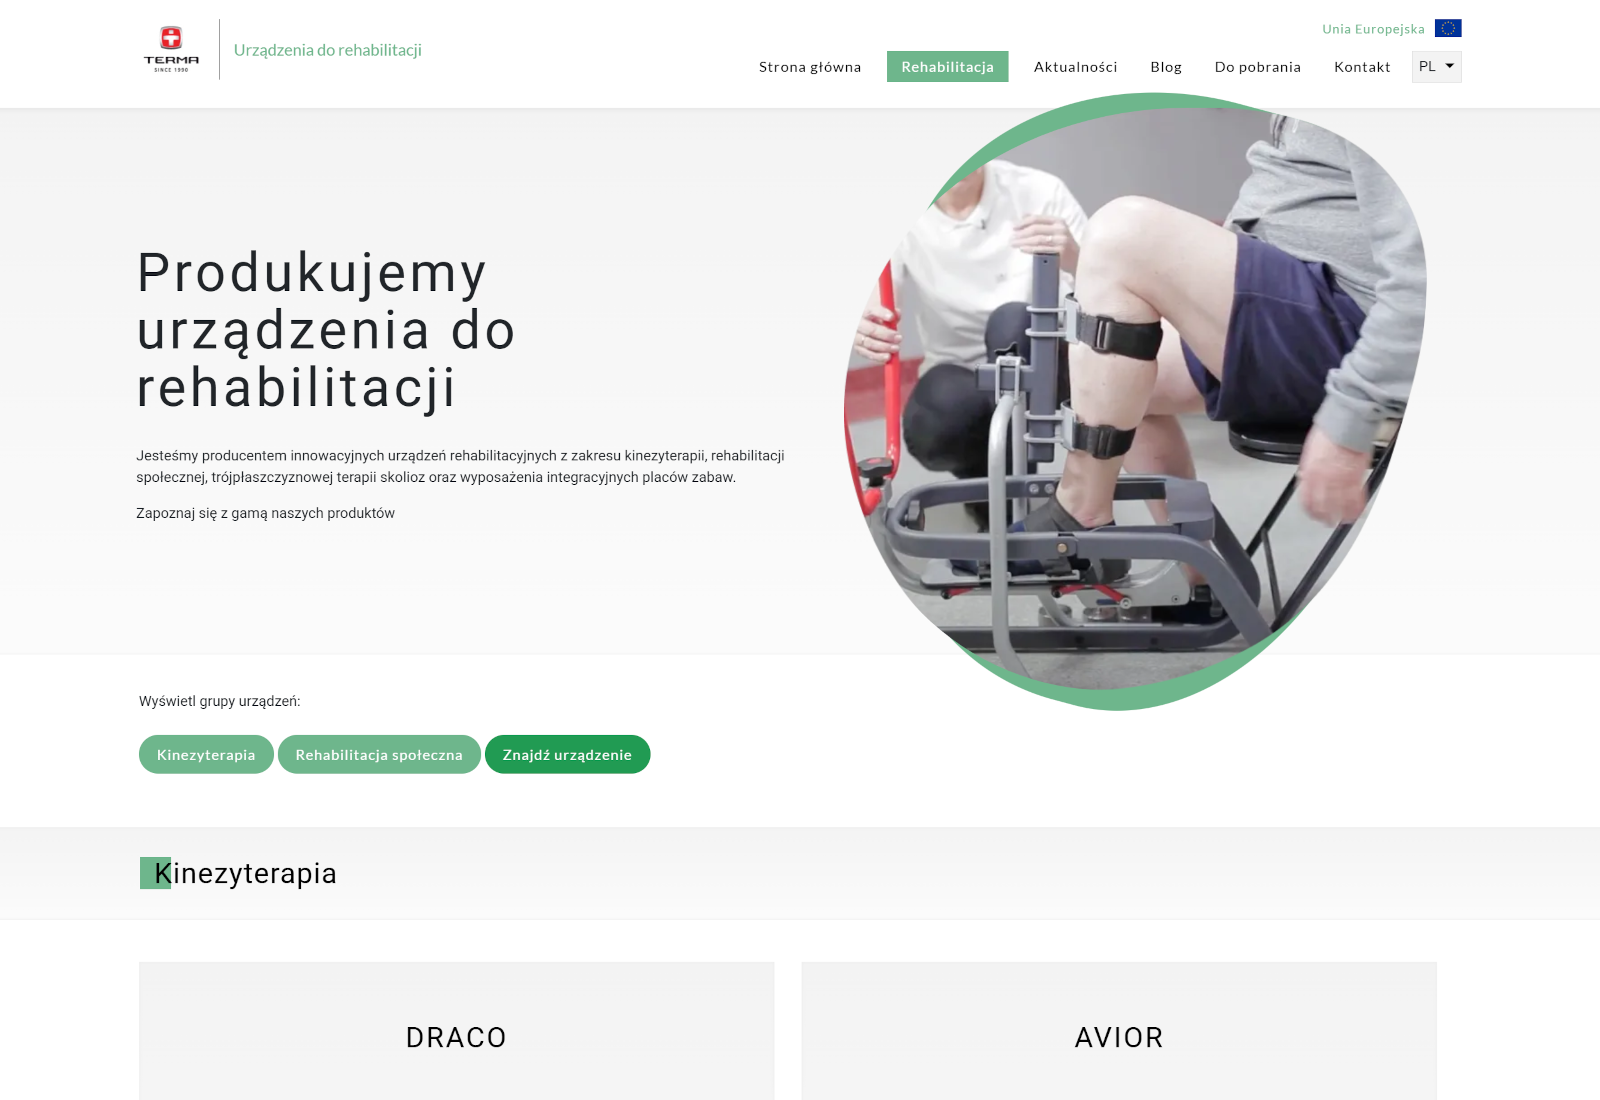 TERMA
SINCE 1990
Urządzenia do rehabilitacji
Unia Europejska
Strona główna
Rehabilitacja
Aktualności
Blog
Do pobrania
Kontakt
PL
Produkujemy
urządzenia do
rehabilitacji
Jesteśmy producentem innowacyjnych urządzeń rehabilitacyjnych z zakresu kinezyterapii, rehabilitacji
społecznej, trójpłaszczyznowej terapii skolioz oraz wyposażenia integracyjnych placów zabaw.
Zapoznaj się z gamą naszych produktów
Wyświetl grupy urządzeń:
Kinezyterapia
Rehabilitacja społeczna
Znajdź urządzenie
Kinezyterapia
DRACO
AVIOR